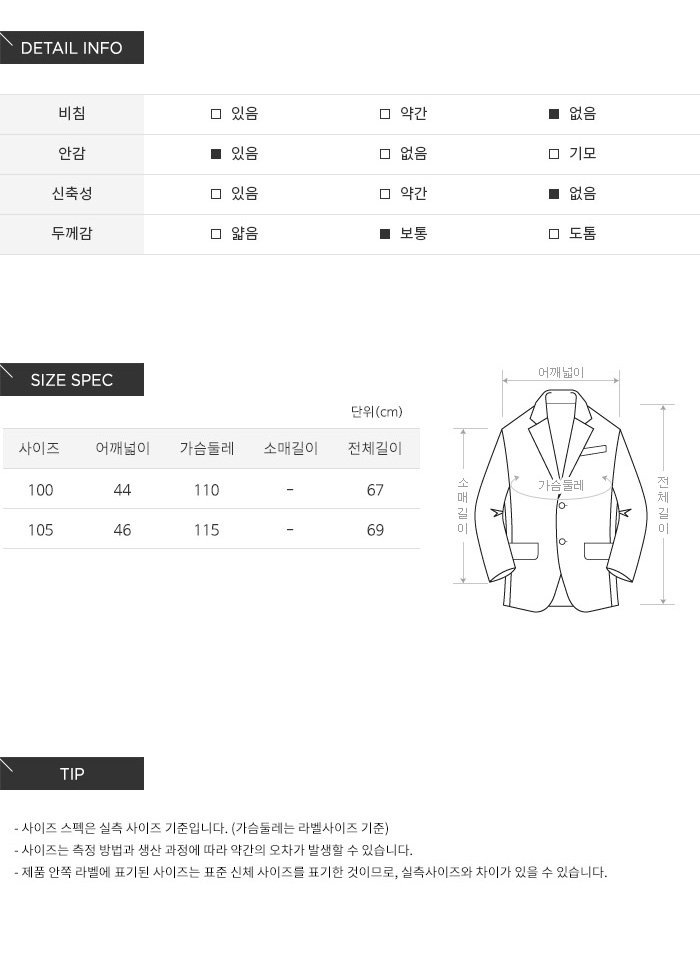 DETAIL INFO
비침 있음 약간 없음
안감 있음 없음 기모
신축성 있음 약간 없음
두께감 얇음 보통 도톰
SIZE SPEC
단위(cm)
사이즈 어깨넓이 가슴둘레 소매길이 전체길이
100 44 110 - 67
105 46 115 - 69
어깨넓이
가슴둘레
소매길이
전체길이
TIP
- 사이즈 스펙은 실측 사이즈 기준입니다. (가슴둘레는 라벨사이즈 기준)
- 사이즈는 측정 방법과 생산 과정에 따라 약간의 오차가 발생할 수 있습니다.
- 제품 안쪽 라벨에 표기된 사이즈는 표준 신체 사이즈를 표기한 것이므로, 실측사이즈와 차이가 있을 수 있습니다.